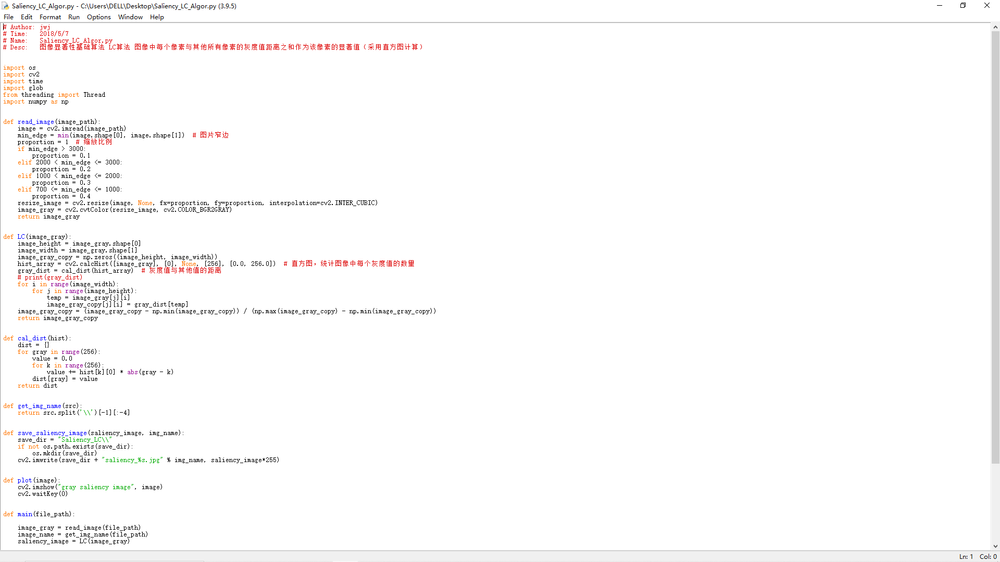 Saliency_LC_Algor.py - C:\Users\DELL\Desktop\Saliency_LC_Algor.py (3.9.5)
File Edit Format Run Options Window Help
# Author: jwj
# Time:   2018/5/7
# Name:   Saliency_LC_Algor.py
# Desc:   图像显著性基础算法 LC算法 图像中每个像素与其他所有像素的灰度值距离之和作为该像素的显著值（采用直方图计算）
import os
import cv2
import time
import glob
from threading import Thread
import numpy as np
def read_image(image_path):
    image = cv2.imread(image_path)
    min_edge = min(image.shape[0], image.shape[1])  # 图片窄边
    proportion = 1  # 缩放比例
    if min_edge > 3000:
        proportion = 0.1
    elif 2000 < min_edge <= 3000:
        proportion = 0.2
    elif 1000 < min_edge <= 2000:
        proportion = 0.3
    elif 700 <= min_edge <= 1000:
        proportion = 0.4
    resize_image = cv2.resize(image, None, fx=proportion, fy=proportion, interpolation=cv2.INTER_CUBIC)
    image_gray = cv2.cvtColor(resize_image, cv2.COLOR_BGR2GRAY)
    return image_gray
def LC(image_gray):
    image_height = image_gray.shape[0]
    image_width = image_gray.shape[1]
    image_gray_copy = np.zeros((image_height, image_width))
    hist_array = cv2.calcHist([image_gray], [0], None, [256], [0.0, 256.0])  # 直方图，统计图像中每个灰度值的数量
    gray_dist = cal_dist(hist_array)  # 灰度值与其他值的距离
    # print(gray_dist)
    for i in range(image_width):
        for j in range(image_height):
            temp = image_gray[j][i]
            image_gray_copy[j][i] = gray_dist[temp]
    image_gray_copy = (image_gray_copy - np.min(image_gray_copy)) / (np.max(image_gray_copy) - np.min(image_gray_copy))
    return image_gray_copy
def cal_dist(hist):
    dist = {}
    for gray in range(256):
        value = 0.0
        for k in range(256):
            value += hist[k][0] * abs(gray - k)
        dist[gray] = value
    return dist
def get_img_name(src):
    return src.split('\\')[-1][:-4]
def save_saliency_image(saliency_image, img_name):
    save_dir = "Saliency_LC\\"
    if not os.path.exists(save_dir):
        os.mkdir(save_dir)
    cv2.imwrite(save_dir + "saliency_%s.jpg" % img_name, saliency_image*255)
def plot(image):
    cv2.imshow("gray saliency image", image)
    cv2.waitKey(0)
def main(file_path):
    image_gray = read_image(file_path)
    image_name = get_img_name(file_path)
    saliency_image = LC(image_gray)
Ln: 1 Col: 0